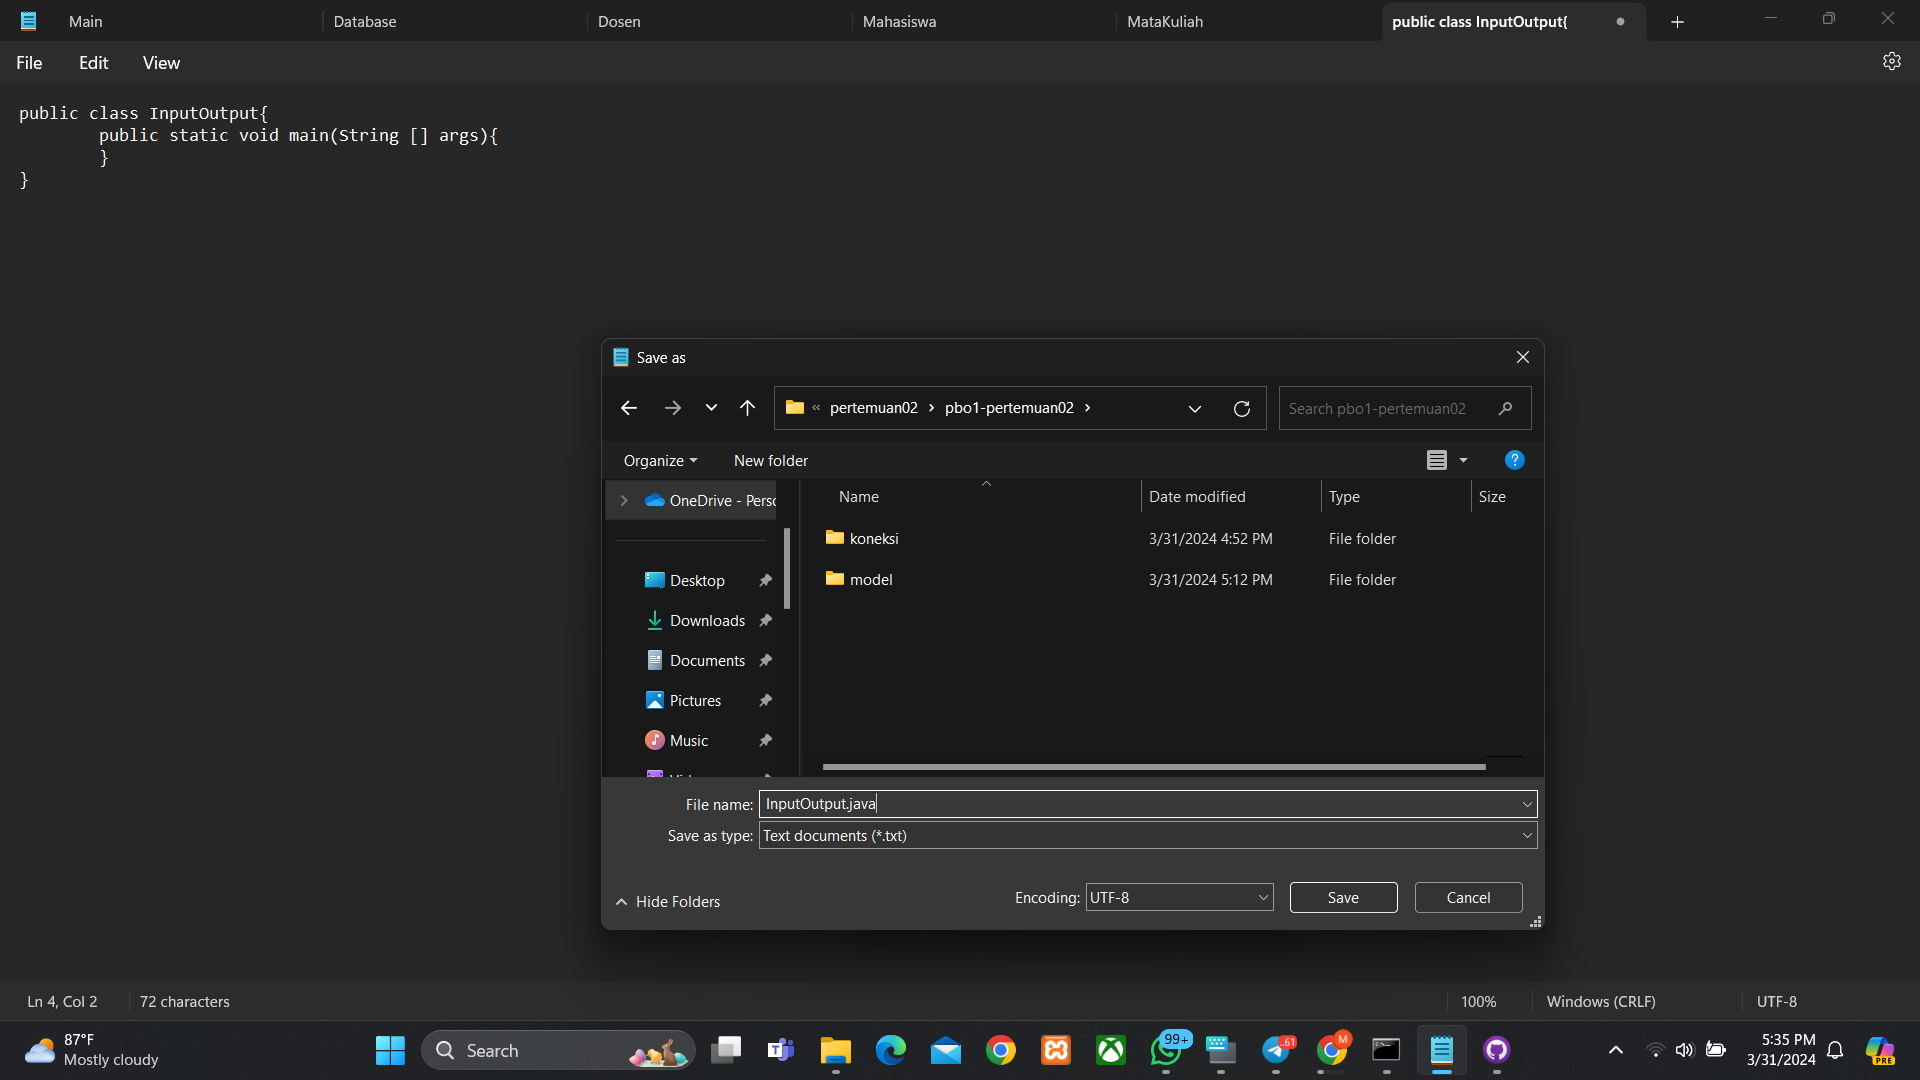 Main
Database
Dosen
Mahasiswa
MataKuliah
public class InputOutput{
File Edit View
public class InputOutput{
public static void main(String [] args){
}
}
Save as
« pertemuan02 › pbo1-pertemuan02 ›
Search pbo1-pertemuan02
Organize
New folder
?
OneDrive - Perso
Desktop
Downloads
Documents
Pictures
Music
Name Date modified Type Size
koneksi 3/31/2024 4:52 PM File folder
model 3/31/2024 5:12 PM File folder
File name: InputOutput.java
Save as type: Text documents (*.txt)
Hide Folders
Encoding: UTF-8
Save
Cancel
Ln 4, Col 2
72 characters
100%
Windows (CRLF)
UTF-8
87°F
Mostly cloudy
Search
99+
.61
M
5:35 PM
3/31/2024
PRE